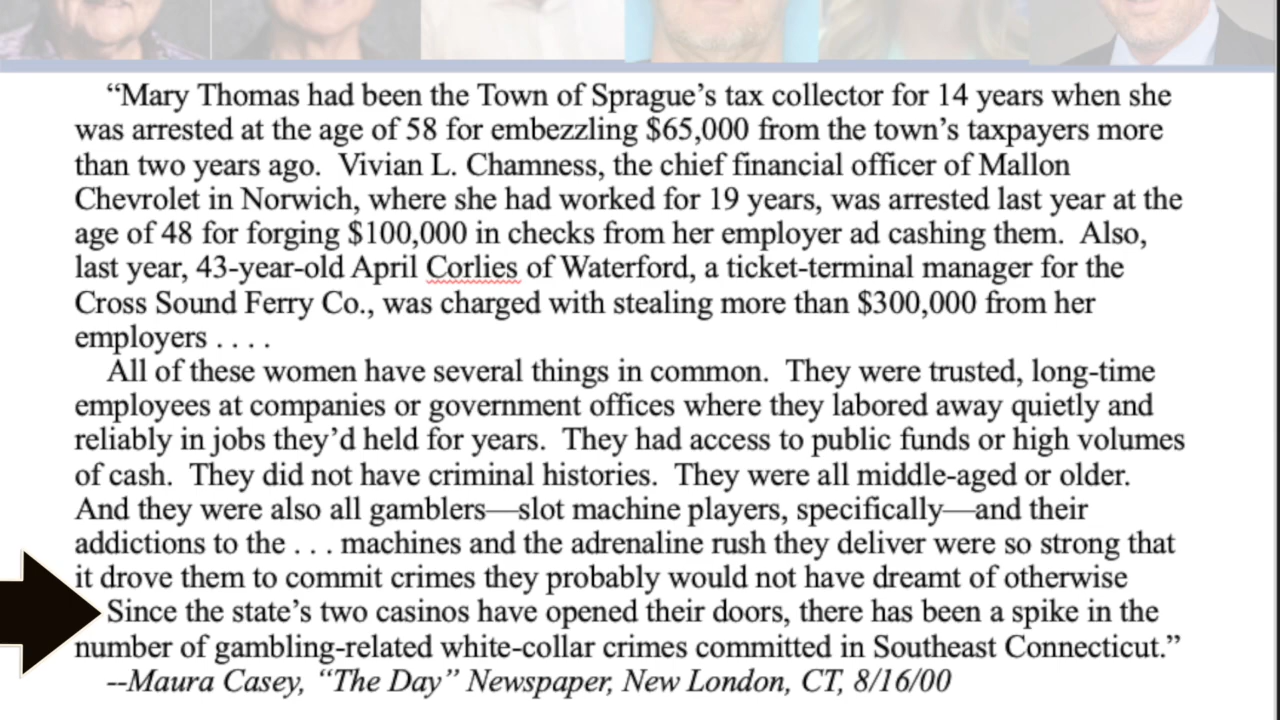 “Mary Thomas had been the Town of Sprague’s tax collector for 14 years when she
was arrested at the age of 58 for embezzling $65,000 from the town’s taxpayers more
than two years ago.  Vivian L. Chamness, the chief financial officer of Mallon
Chevrolet in Norwich, where she had worked for 19 years, was arrested last year at the
age of 48 for forging $100,000 in checks from her employer ad cashing them.  Also,
last year, 43-year-old April Corlies of Waterford, a ticket-terminal manager for the
Cross Sound Ferry Co., was charged with stealing more than $300,000 from her
employers . . . .
All of these women have several things in common.  They were trusted, long-time
employees at companies or government offices where they labored away quietly and
reliably in jobs they’d held for years.  They had access to public funds or high volumes
of cash.  They did not have criminal histories.  They were all middle-aged or older.
And they were also all gamblers—slot machine players, specifically—and their
addictions to the . . . machines and the adrenaline rush they deliver were so strong that
it drove them to commit crimes they probably would not have dreamt of otherwise
Since the state’s two casinos have opened their doors, there has been a spike in the
number of gambling-related white-collar crimes committed in Southeast Connecticut.”
--Maura Casey, “The Day” Newspaper, New London, CT, 8/16/00